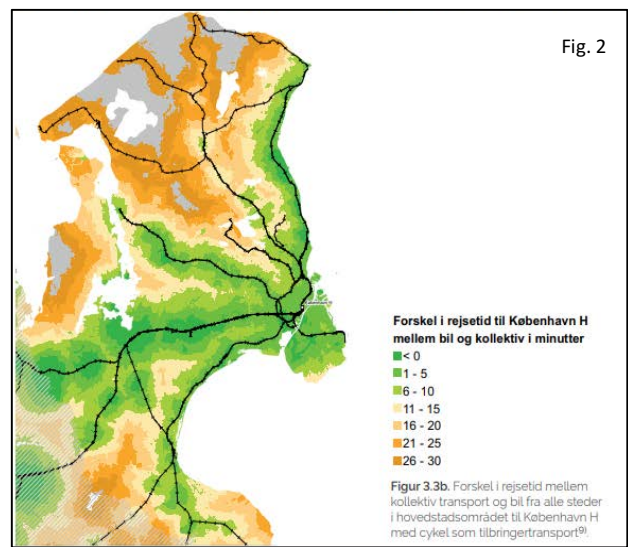 Fig. 2
København H
Forskel i rejsetid til København H
mellem bil og kollektiv i minutter
< 0
1 - 5
6 - 10
11 - 15
16 - 20
21 - 25
26 - 30
Figur 3.3b. Forskel i rejsetid mellem
kollektiv transport og bil fra alle steder
i hovedstadsområdet til København H
med cykel som tilbringertransport⁹⁾.